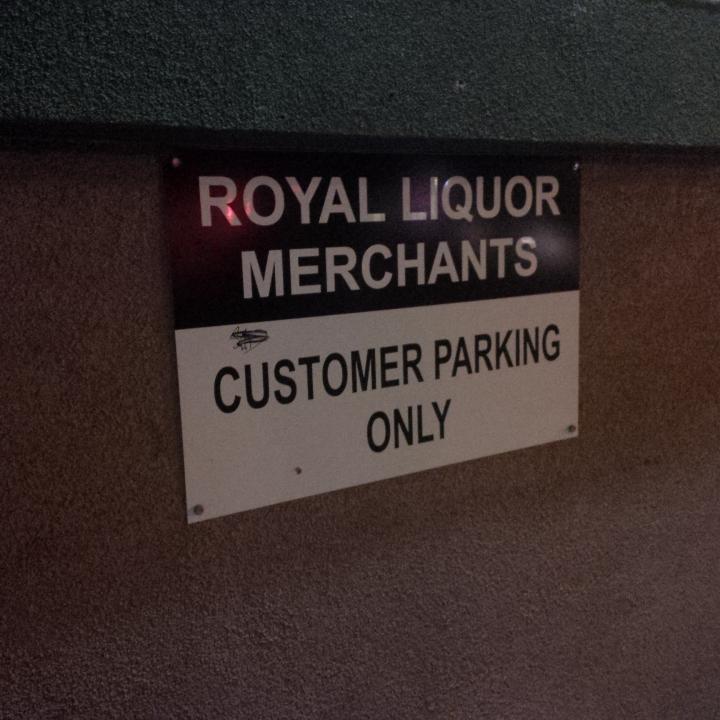 ROYAL LIQUOR
MERCHANTS
CUSTOMER PARKING
ONLY